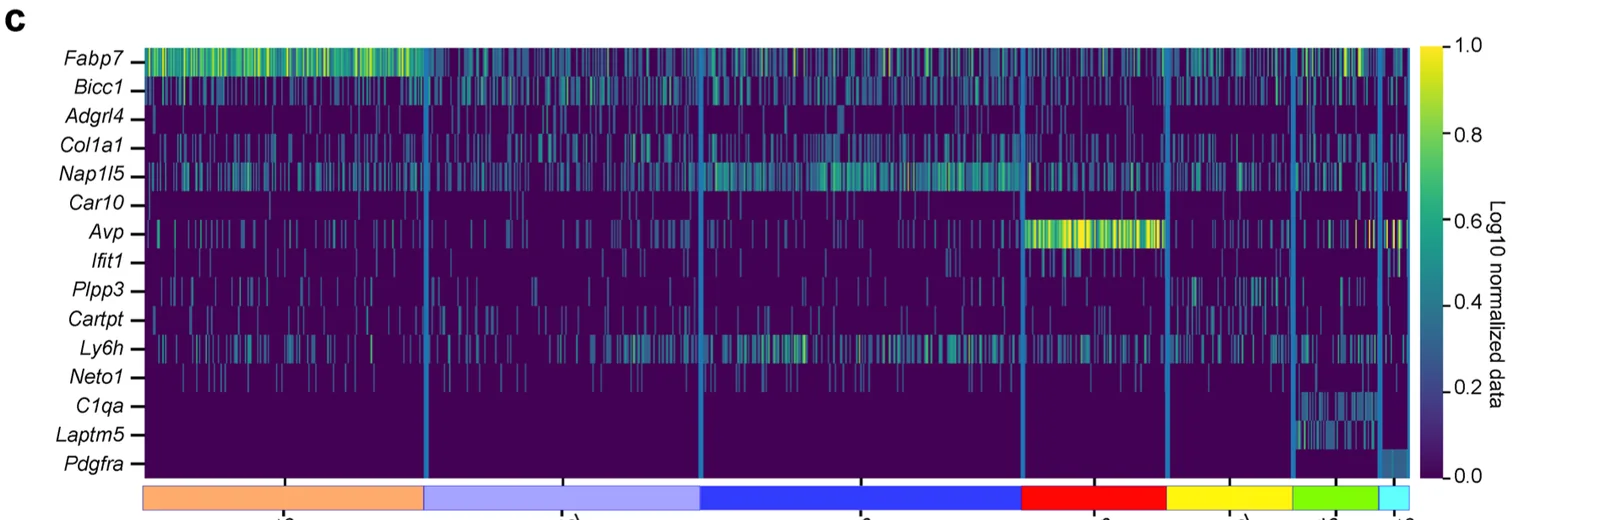 c
Fabp7
Bicc1
Adgrl4
Col1a1
Nap1l5
Car10
Avp
Ifit1
Plpp3
Cartpt
Ly6h
Neto1
C1qa
Laptm5
Pdgfra
1.0
0.8
0.6
0.4
0.2
0.0
Log10 normalized data